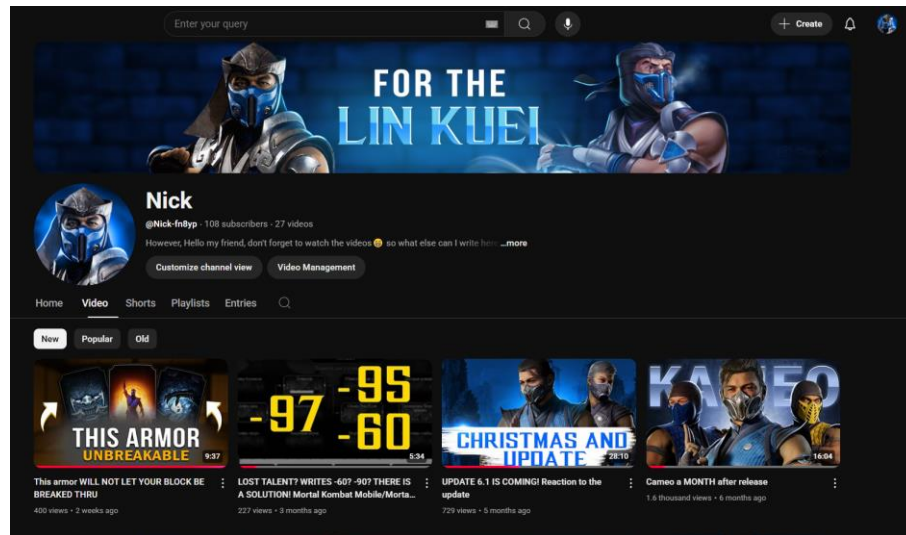 Enter your query
Create
FOR THE
LIN KUEI
Nick
@Nick-fn8yp · 108 subscribers · 27 videos
However, Hello my friend, don't forget to watch the videos😄 so what else can I write here ...more
Customize channel view Video Management
Home Video Shorts Playlists Entries
New Popular Old
THIS ARMOR
UNBREAKABLE
9:37
-97
-95
-60
5:34
CHRISTMAS AND
UPDATE
28:10
KAMEO
16:04
This armor WILL NOT LET YOUR BLOCK BE
BREAKED THRU
400 views • 2 weeks ago
LOST TALENT? WRITES -60? -90? THERE IS
A SOLUTION! Mortal Kombat Mobile/Morta...
227 views • 3 months ago
UPDATE 6.1 IS COMING! Reaction to the
update
729 views • 5 months ago
Cameo a MONTH after release
1.6 thousand views • 6 months ago